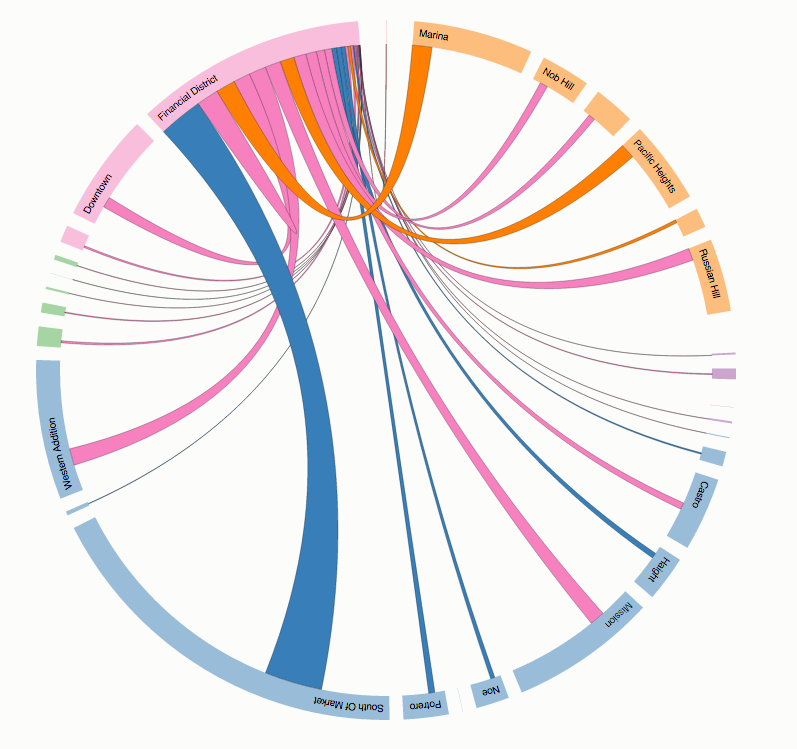 Marina
Nob Hill
Pacific Heights
Russian Hill
Castro
Haight
Mission
Noe
Potrero
South Of Market
Western Addition
Downtown
Financial District